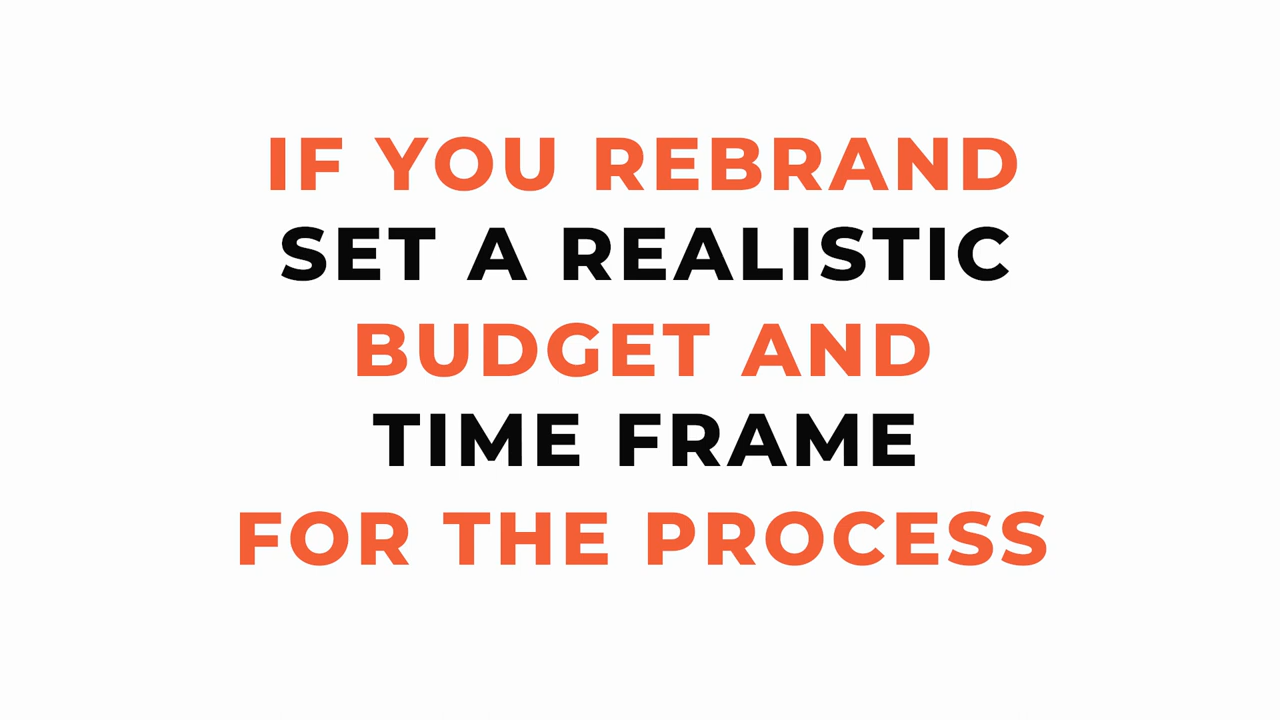 IF YOU REBRAND
SET A REALISTIC
BUDGET AND
TIME FRAME
FOR THE PROCESS